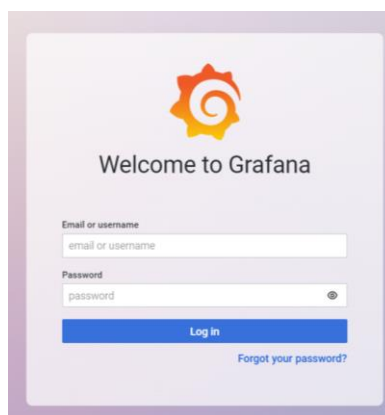 Welcome to Grafana
Email or username
email or username
Password
password
Log in
Forgot your password?